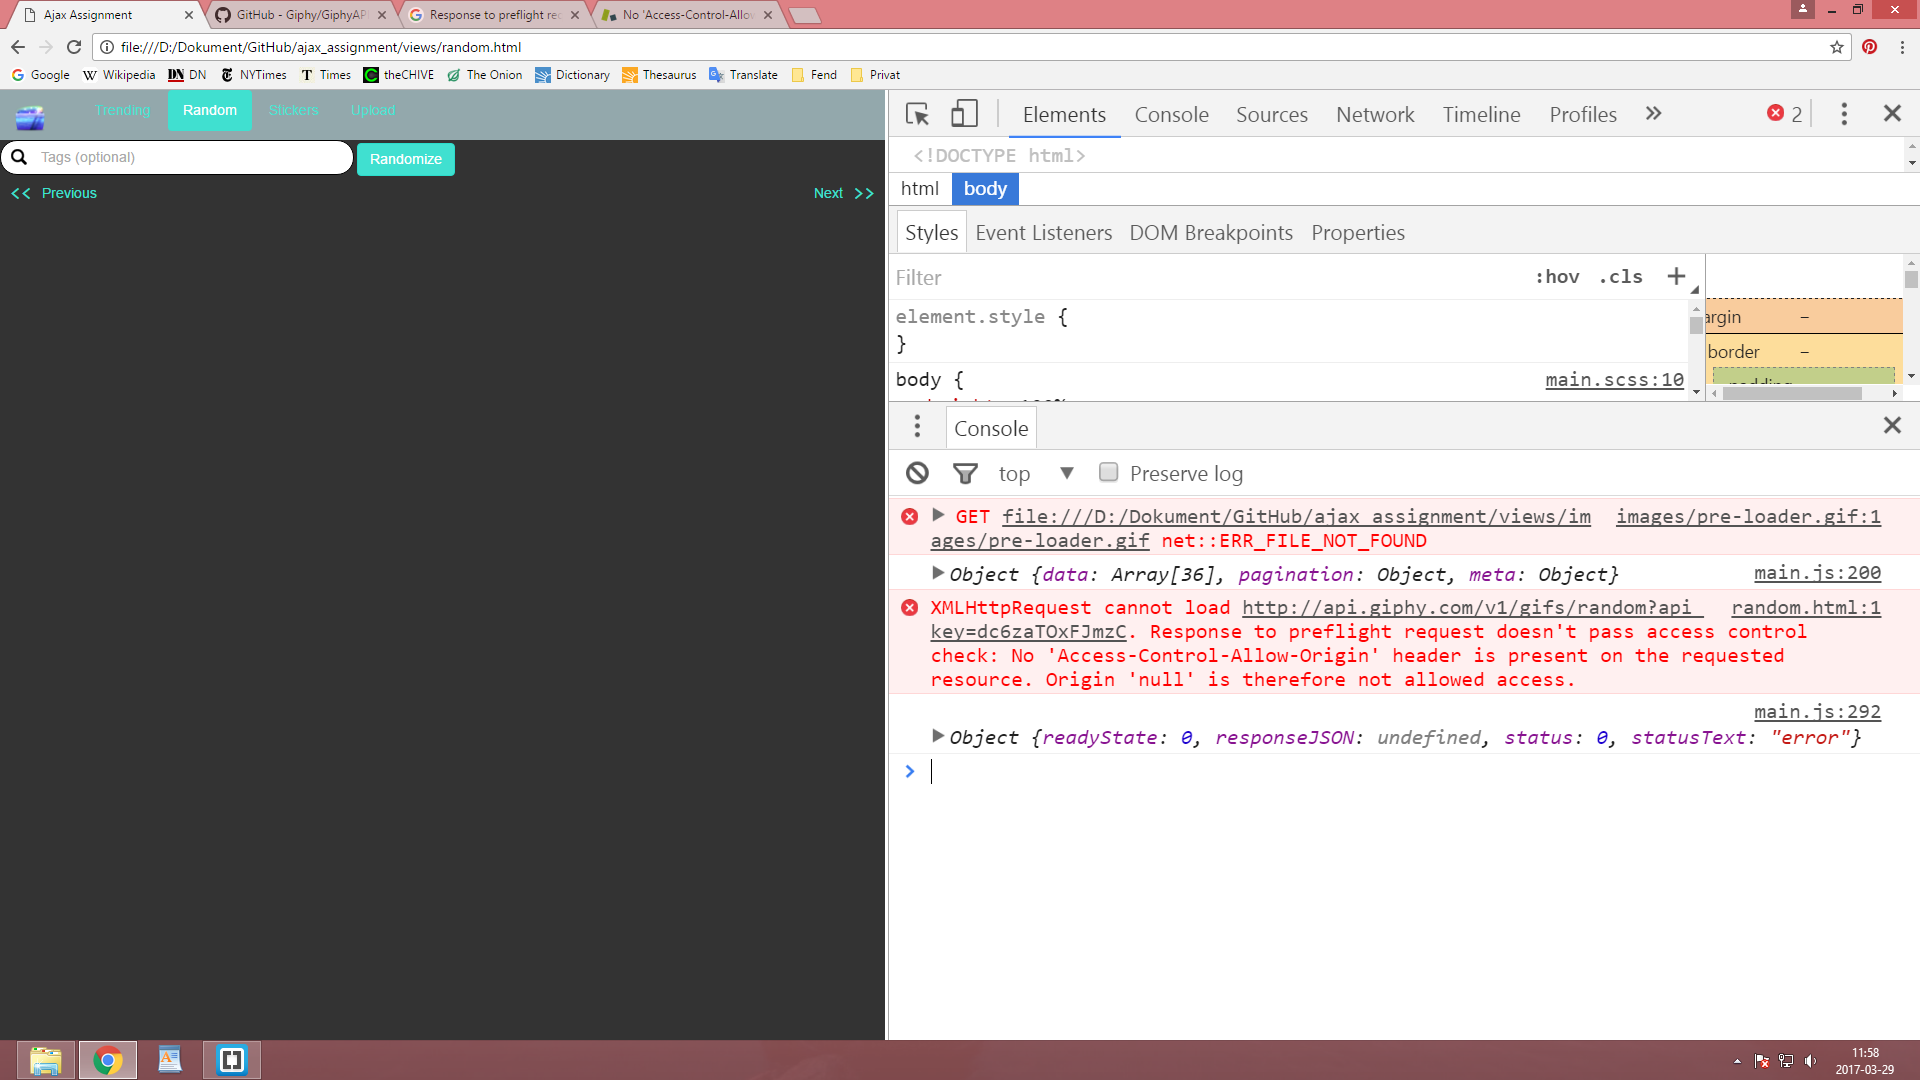 Ajax Assignment
GitHub - Giphy/GiphyAPI
Response to preflight re
No 'Access-Control-Allow
file:///D:/Dokument/GitHub/ajax_assignment/views/random.html
Google Wikipedia DN NYTimes Times theCHIVE The Onion Dictionary Thesaurus Translate Fend Privat
Trending Random Stickers Upload
Tags (optional) Randomize
<< Previous Next >>
Elements Console Sources Network Timeline Profiles 2
<!DOCTYPE html>
html body
Styles Event Listeners DOM Breakpoints Properties
Filter :hov .cls +
element.style {
}
body { main.scss:10
argin –
border –
Console
top Preserve log
GET file:///D:/Dokument/GitHub/ajax_assignment/views/im images/pre-loader.gif:1
ages/pre-loader.gif net::ERR_FILE_NOT_FOUND
Object {data: Array[36], pagination: Object, meta: Object} main.js:200
XMLHttpRequest cannot load http://api.giphy.com/v1/gifs/random?api_ random.html:1
key=dc6zaTOxFJmzC. Response to preflight request doesn't pass access control
check: No 'Access-Control-Allow-Origin' header is present on the requested
resource. Origin 'null' is therefore not allowed access.
main.js:292
Object {readyState: 0, responseJSON: undefined, status: 0, statusText: "error"}
11:58
2017-03-29